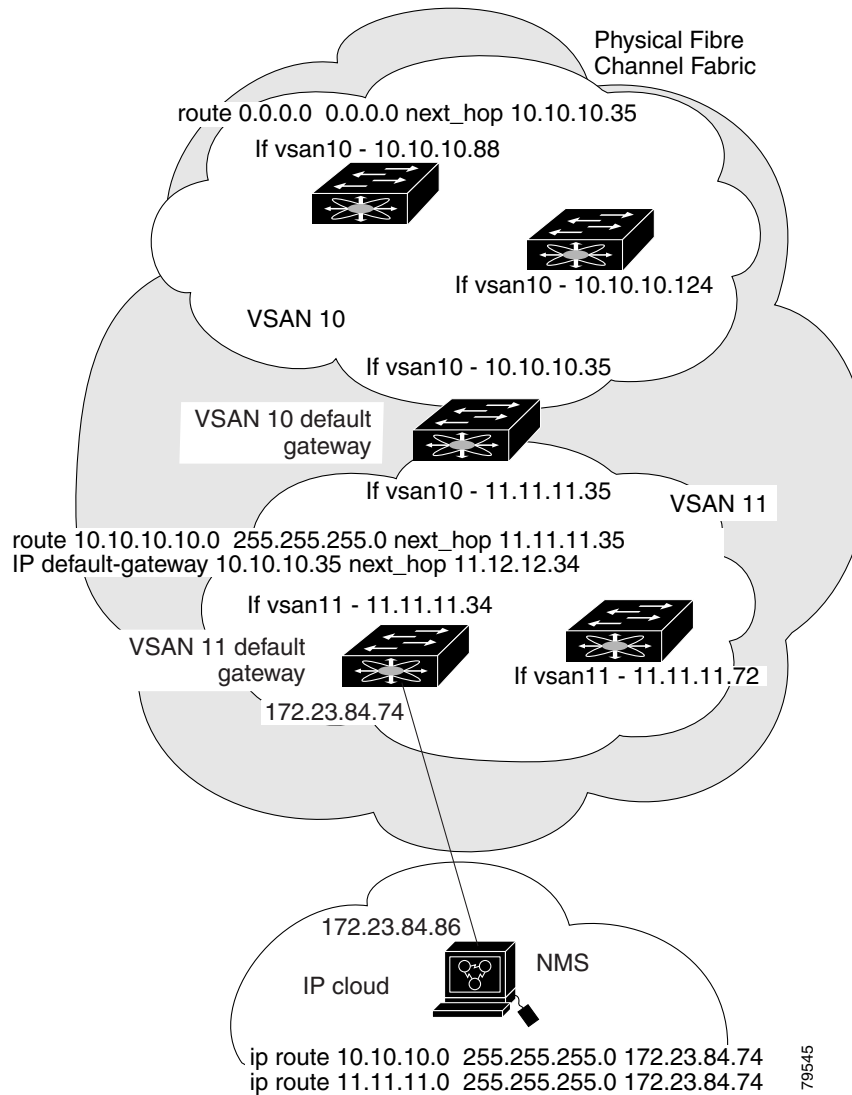 Physical Fibre
Channel Fabric
route 0.0.0.0  0.0.0.0 next_hop 10.10.10.35
If vsan10 - 10.10.10.88
If vsan10 - 10.10.10.124
VSAN 10
If vsan10 - 10.10.10.35
VSAN 10 default
gateway
If vsan10 - 11.11.11.35
VSAN 11
route 10.10.10.10.0  255.255.255.0 next_hop 11.11.11.35
IP default-gateway 10.10.10.35 next_hop 11.12.12.34
If vsan11 - 11.11.11.34
VSAN 11 default
gateway
If vsan11 - 11.11.11.72
172.23.84.74
172.23.84.86
NMS
IP cloud
ip route 10.10.10.0  255.255.255.0 172.23.84.74
ip route 11.11.11.0  255.255.255.0 172.23.84.74
79545